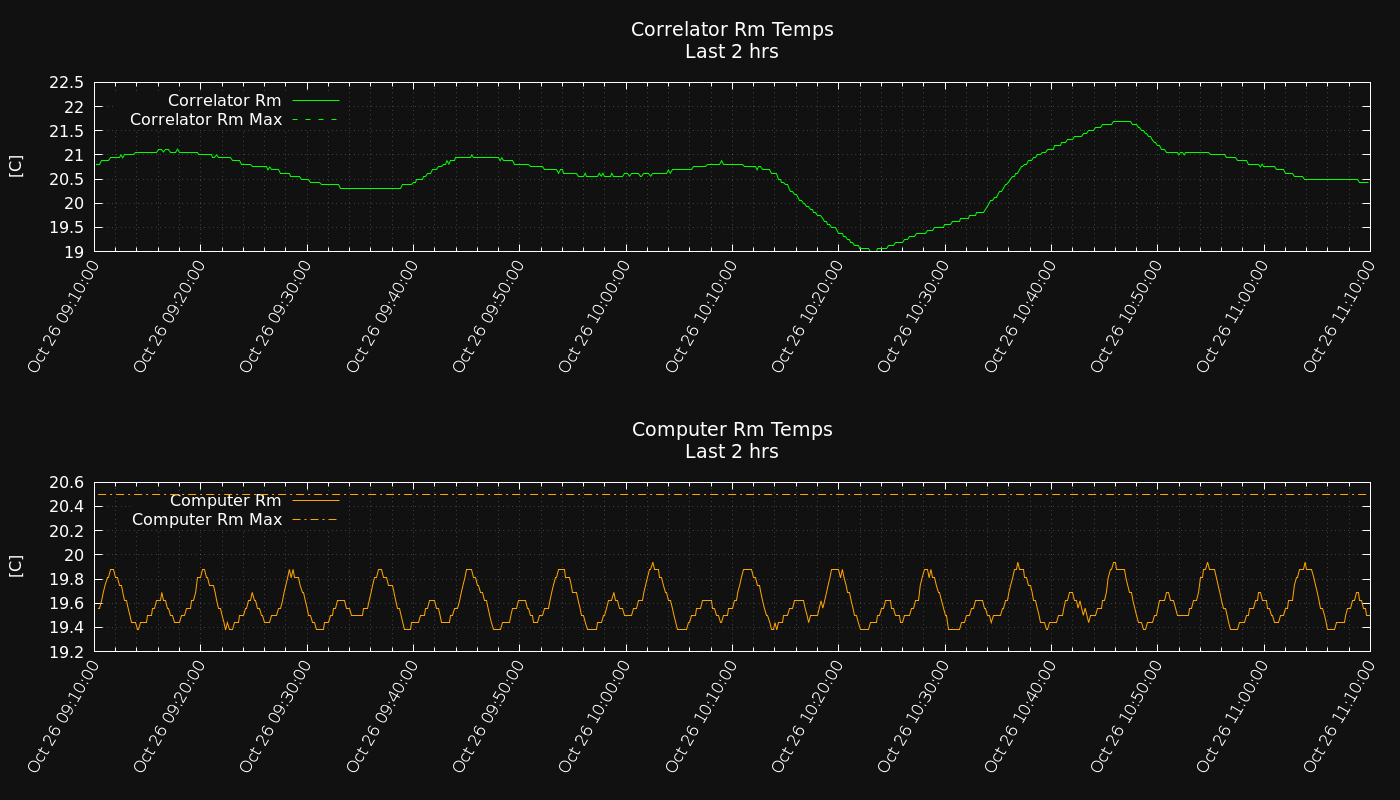 Correlator Rm Temps
Last 2 hrs
22.5
22
21.5
21
20.5
20
19.5
19
[C]
Correlator Rm
Correlator Rm Max
Oct 26 09:10:00
Oct 26 09:20:00
Oct 26 09:30:00
Oct 26 09:40:00
Oct 26 09:50:00
Oct 26 10:00:00
Oct 26 10:10:00
Oct 26 10:20:00
Oct 26 10:30:00
Oct 26 10:40:00
Oct 26 10:50:00
Oct 26 11:00:00
Oct 26 11:10:00
Computer Rm Temps
Last 2 hrs
20.6
20.4
20.2
20
19.8
19.6
19.4
19.2
[C]
Computer Rm
Computer Rm Max
Oct 26 09:10:00
Oct 26 09:20:00
Oct 26 09:30:00
Oct 26 09:40:00
Oct 26 09:50:00
Oct 26 10:00:00
Oct 26 10:10:00
Oct 26 10:20:00
Oct 26 10:30:00
Oct 26 10:40:00
Oct 26 10:50:00
Oct 26 11:00:00
Oct 26 11:10:00